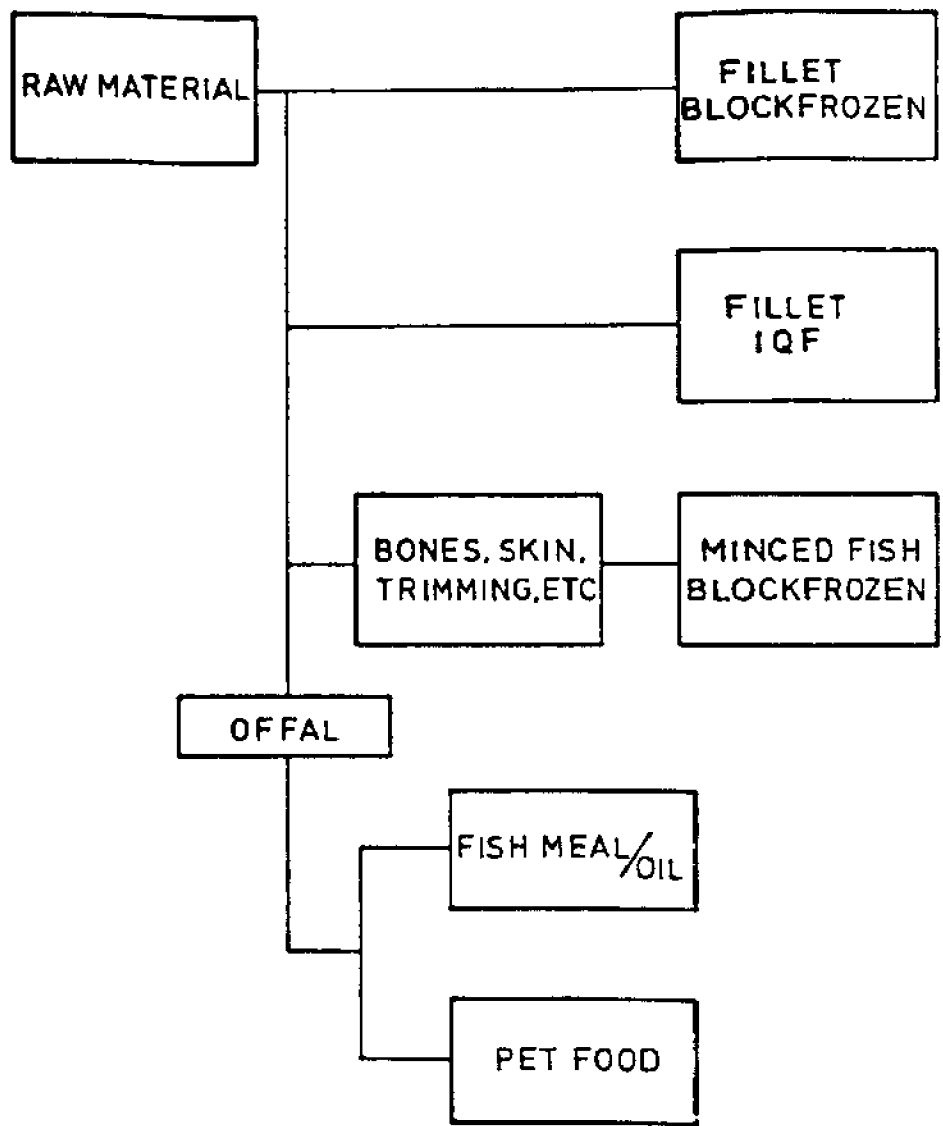 RAW MATERIAL
FILLET
BLOCKFROZEN
FILLET
IQF
BONES, SKIN,
TRIMMING, ETC
MINCED FISH
BLOCKFROZEN
OFFAL
FISH MEAL/OIL
PET FOOD